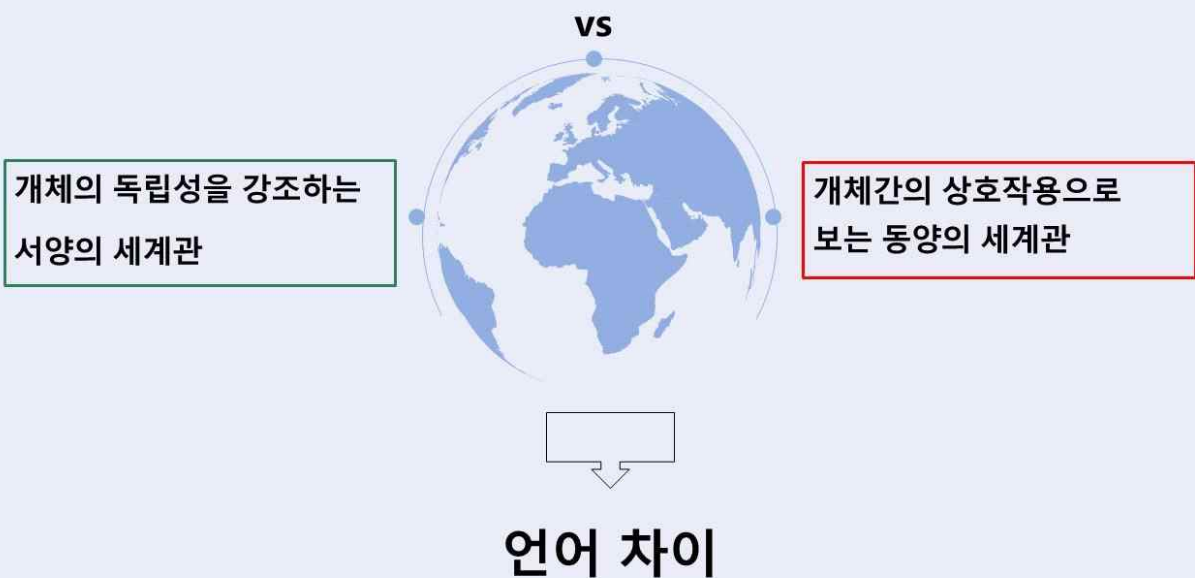 vs
개체의 독립성을 강조하는
서양의 세계관
개체간의 상호작용으로
보는 동양의 세계관
언어 차이